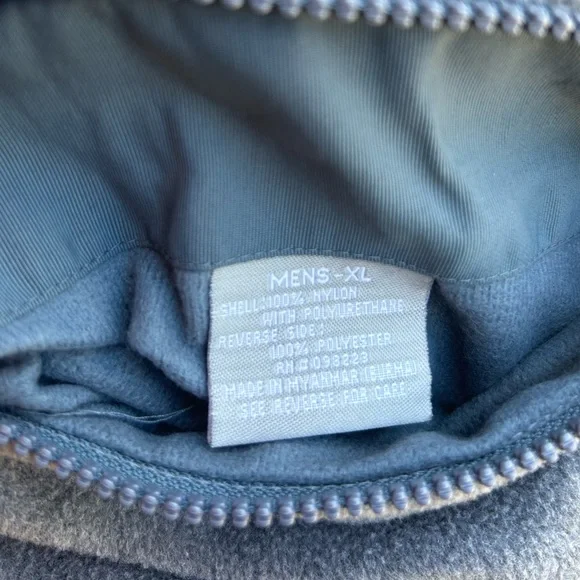 MENS-XL
SHELL:100% NYLON
WITH POLYURETHANE
REVERSE SIDE:
100% POLYESTER
RN#098223
MADE IN MYANMAR(BURMA)
SEE REVERSE FOR CARE